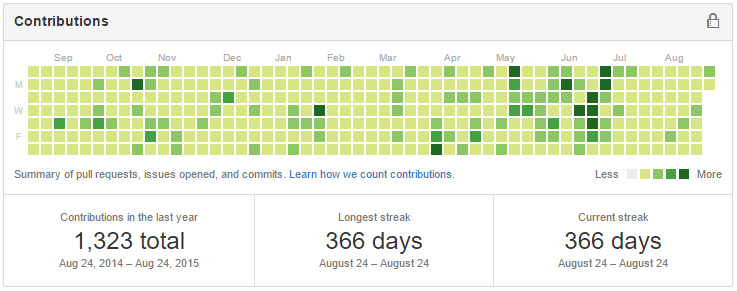 Contributions
Sep Oct Nov Dec Jan Feb Mar Apr May Jun Jul Aug
M
W
F
Summary of pull requests, issues opened, and commits. Learn how we count contributions.
Less More
Contributions in the last year
1,323 total
Aug 24, 2014 – Aug 24, 2015
Longest streak
366 days
August 24 – August 24
Current streak
366 days
August 24 – August 24